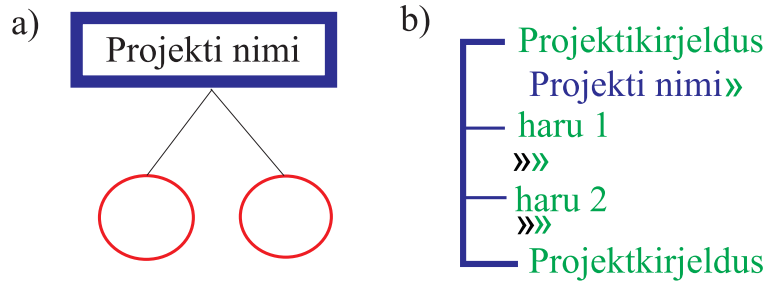 a)
Projekti nimi
b)
Projektikirjeldus
Projekti nimi»
haru 1
»»
haru 2
»»
Projektkirjeldus